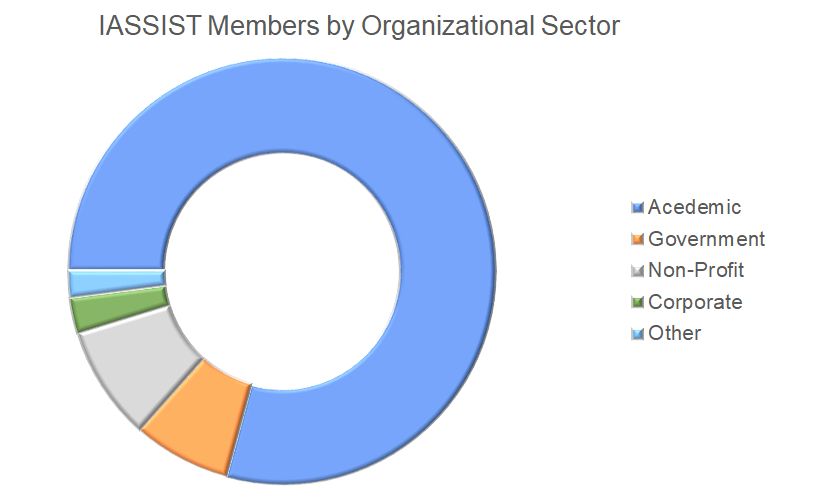 IASSIST Members by Organizational Sector
Acedemic
Government
Non-Profit
Corporate
Other